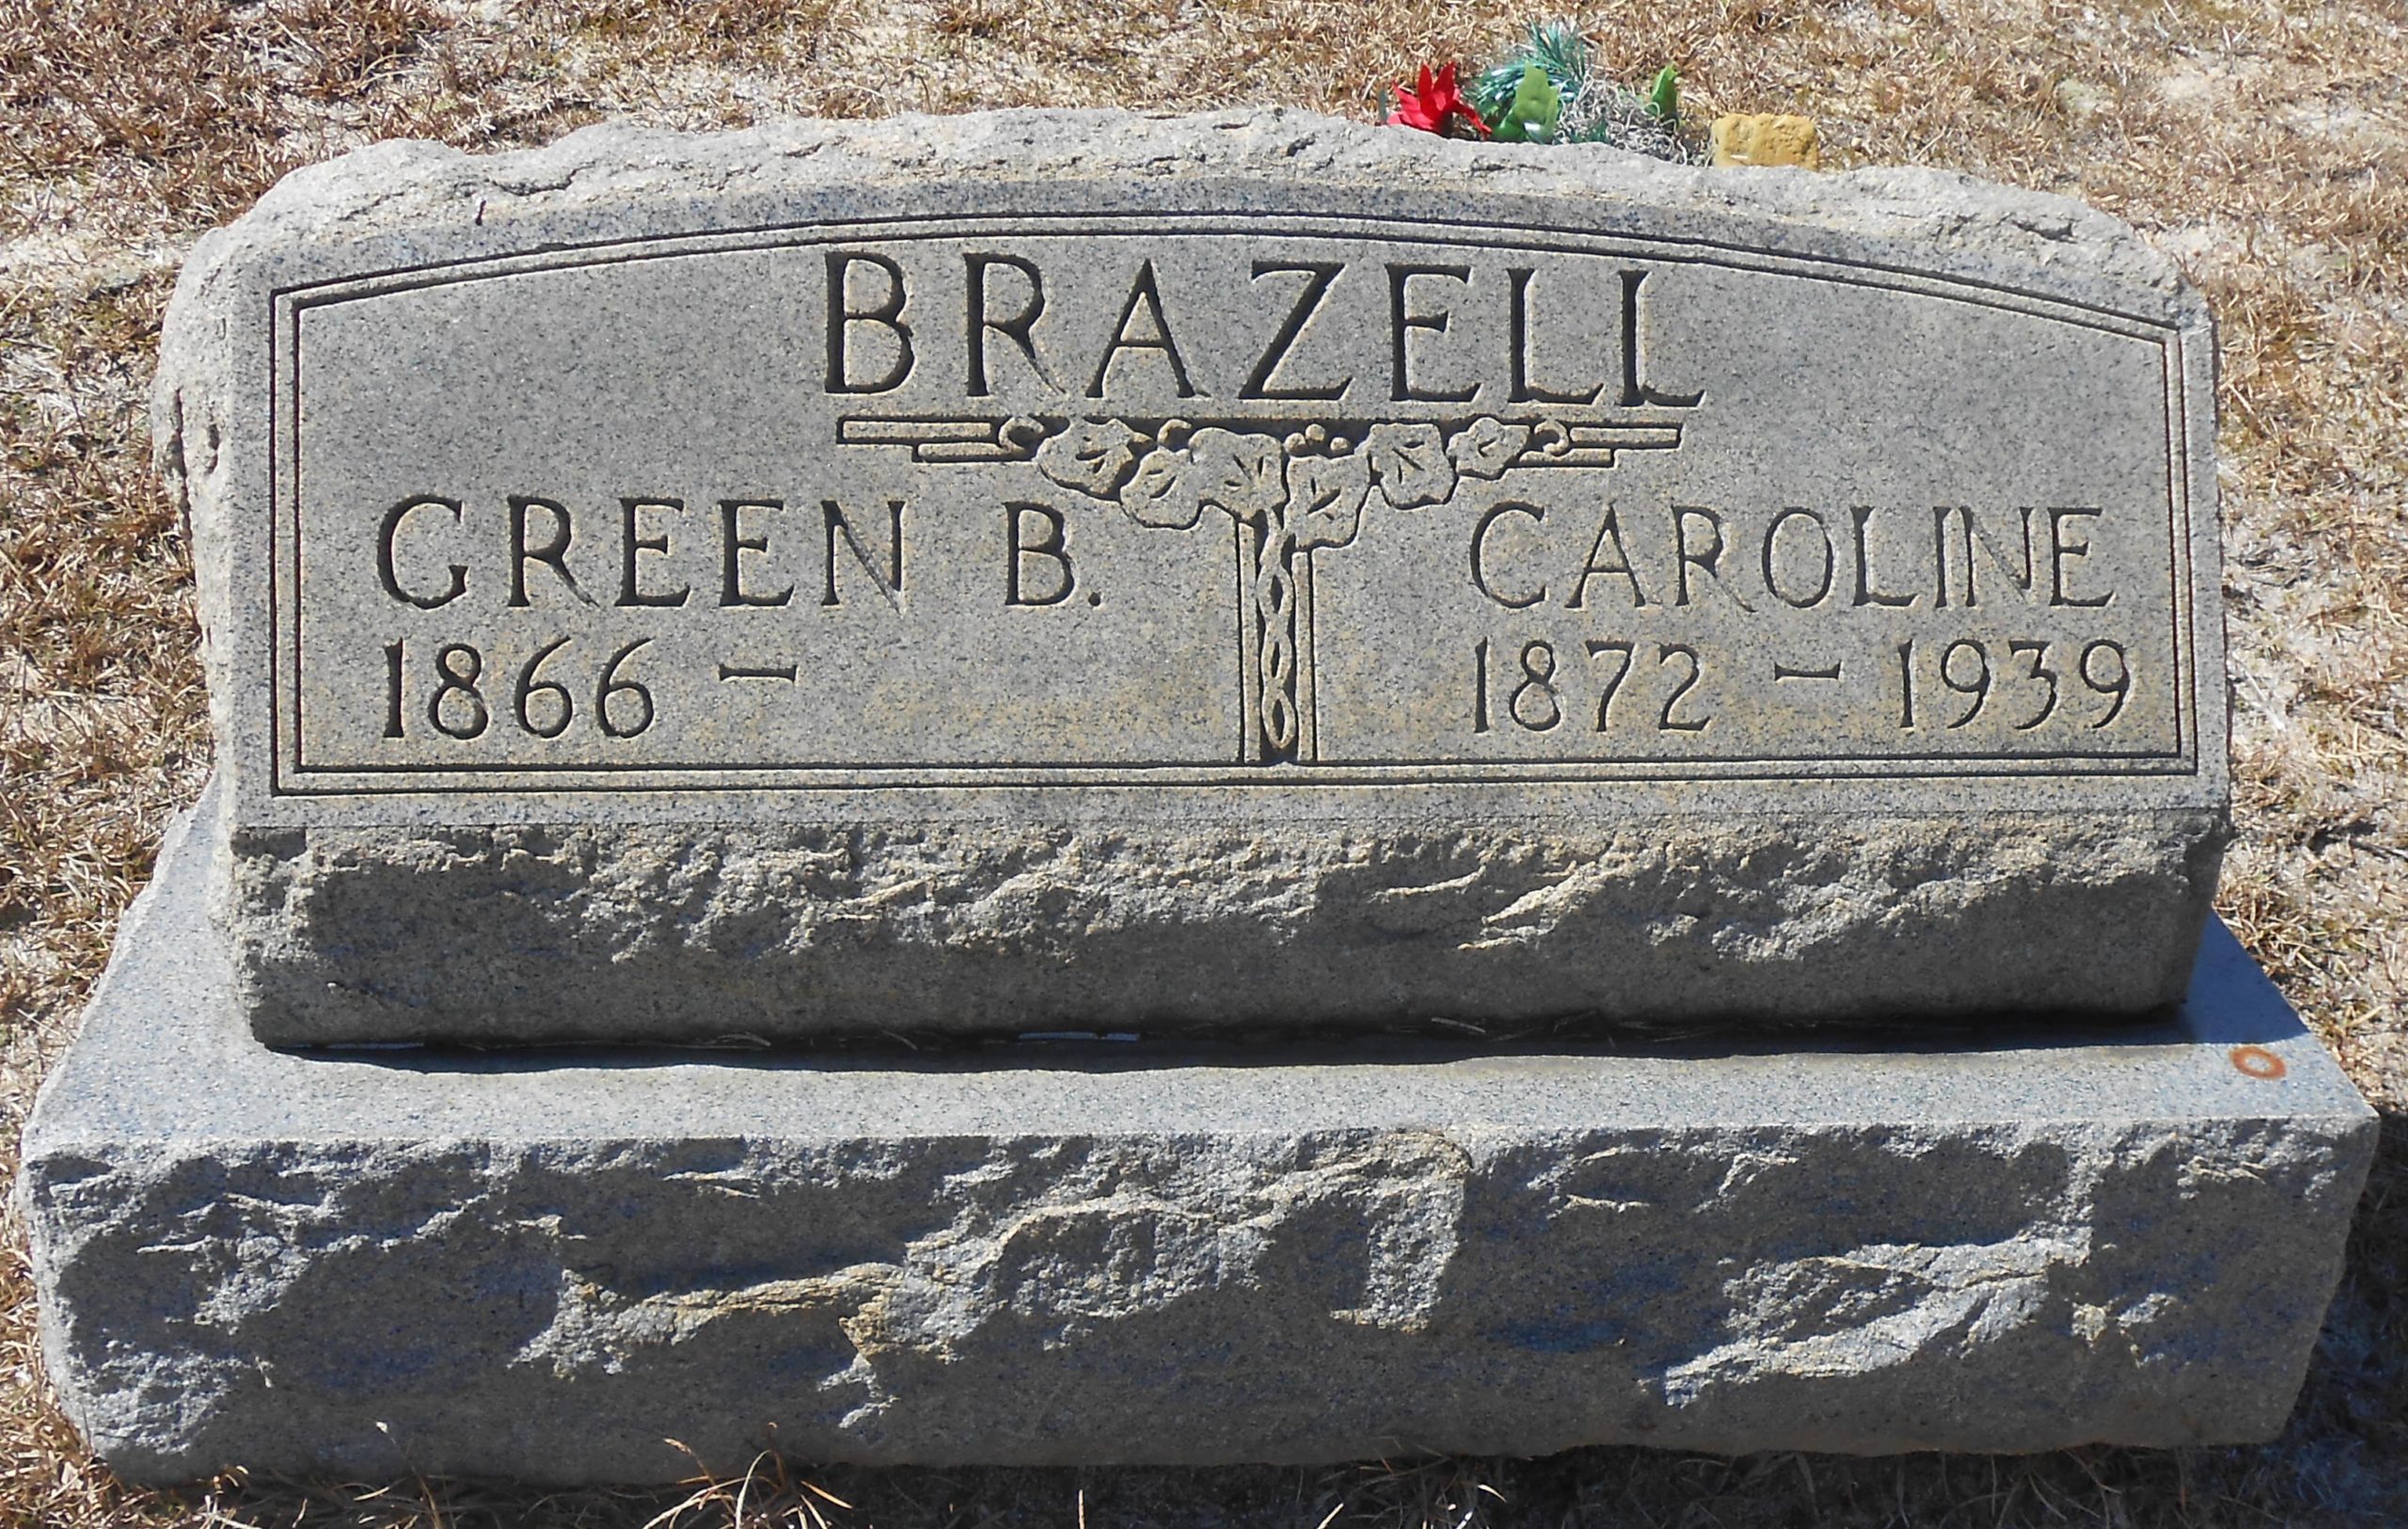 BRAZELL
GREEN B. CAROLINE
1866 - 1872 - 1939